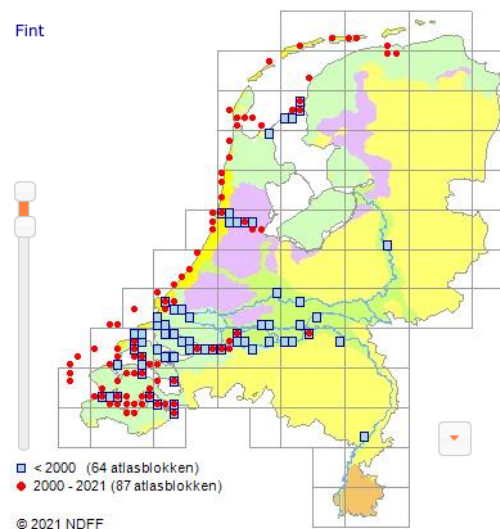 Fint
< 2000 (64 atlasblokken)
2000 - 2021 (87 atlasblokken)
© 2021 NDFF